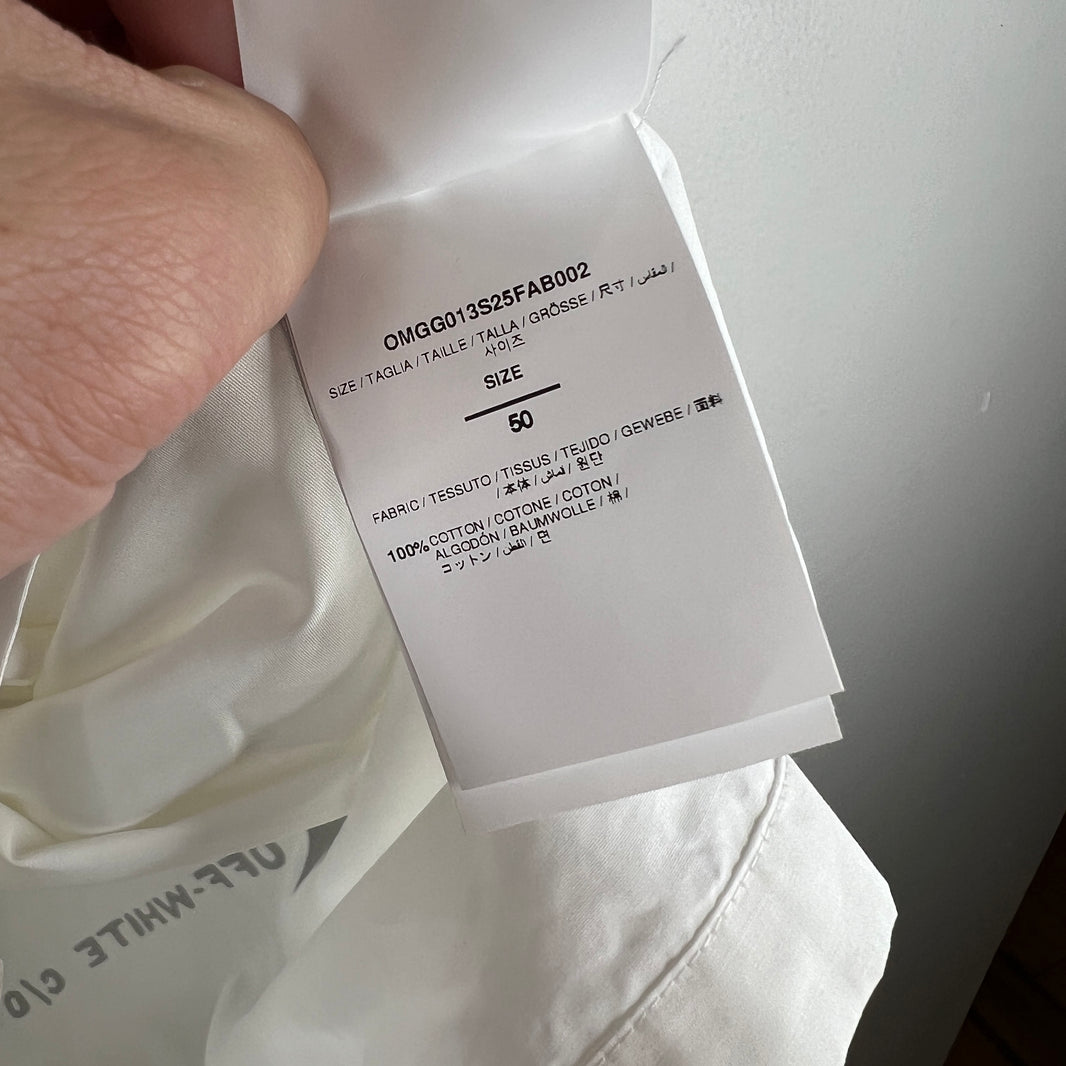 OMGG013S25FAB002
SIZE / TAGLIA / TAILLE / TALLA / GRÖSSE / 尺寸 / المقاس /
사이즈
SIZE
50
FABRIC / TESSUTO / TISSUS / TEJIDO / GEWEBE / 面料
/ 本体 / قماش / 원단
100% COTTON / COTONE / COTON /
ALGODÓN / BAUMWOLLE / 棉 /
コットン / القطن / 면
OFF-WHITE C/O